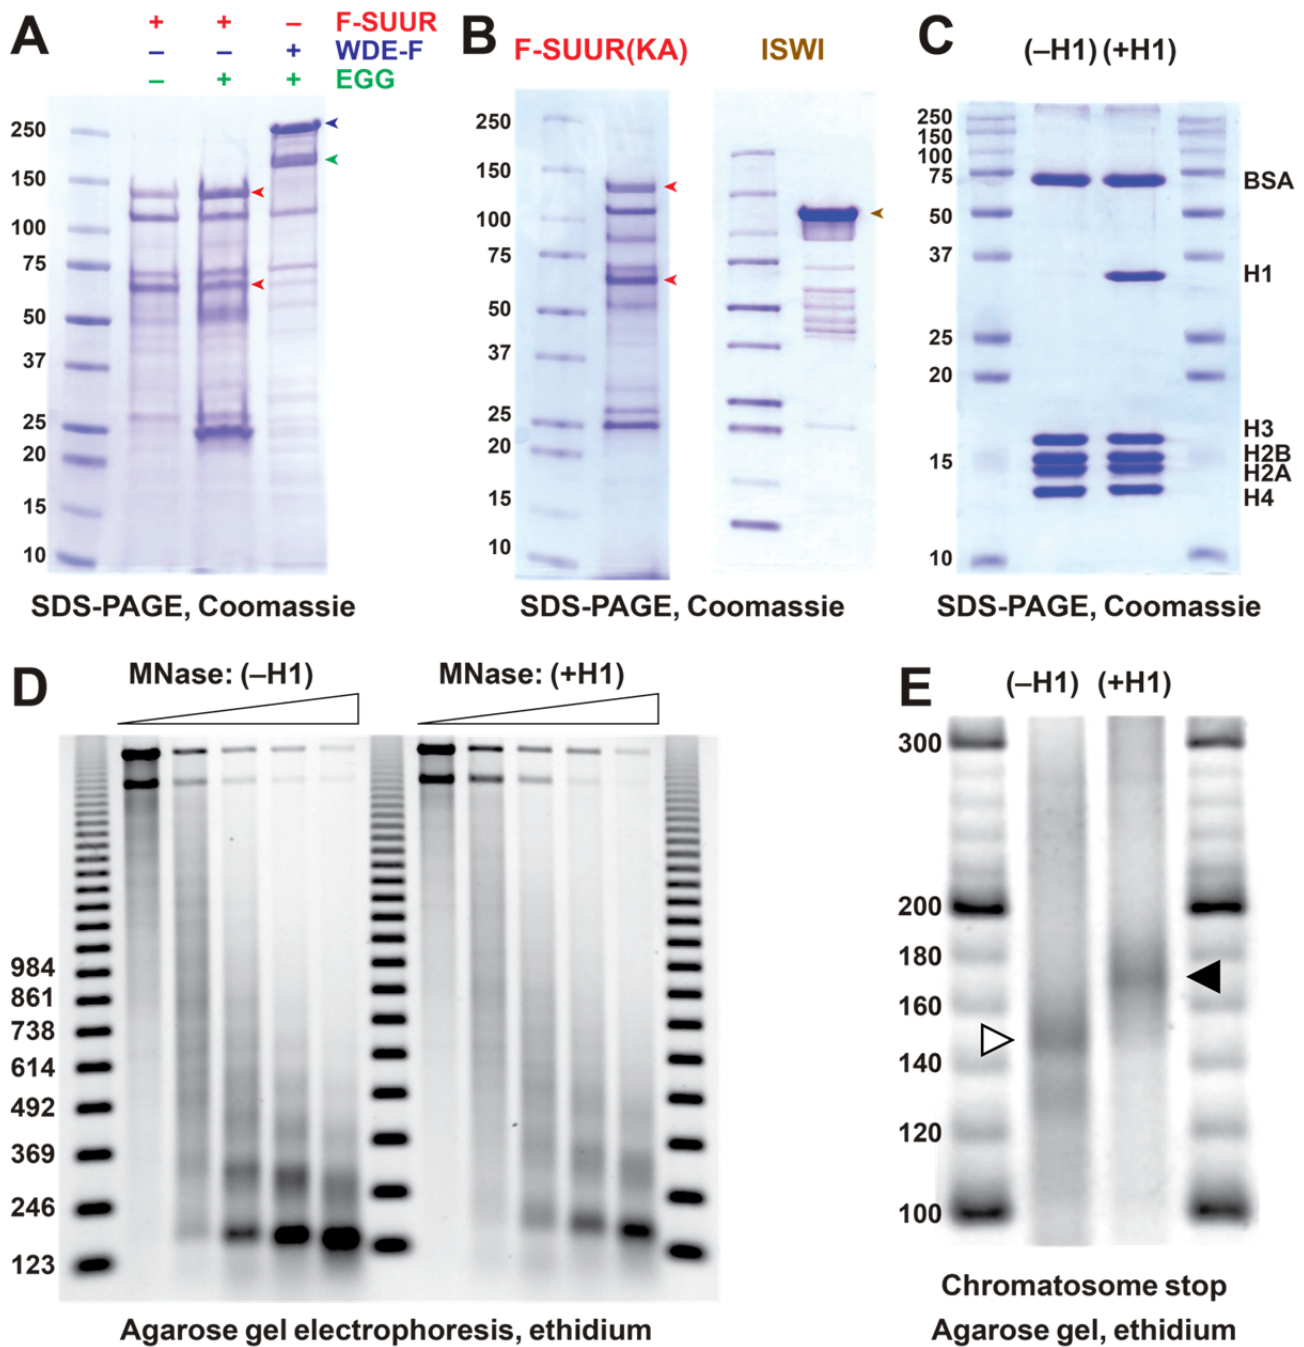 A
+ + – F-SUUR
– – + WDE-F
– + + EGG
250
150
100
75
50
37
25
20
15
10
SDS-PAGE, Coomassie
B
F-SUUR(KA) ISWI
250
150
100
75
50
37
25
20
15
10
SDS-PAGE, Coomassie
C
(–H1) (+H1)
250
150
100
75
50
37
25
20
15
10
BSA
H1
H3
H2B
H2A
H4
SDS-PAGE, Coomassie
D
MNase: (–H1) MNase: (+H1)
984
861
738
614
492
369
246
123
Agarose gel electrophoresis, ethidium
E
(–H1) (+H1)
300
200
180
160
140
120
100
Chromatosome stop
Agarose gel, ethidium